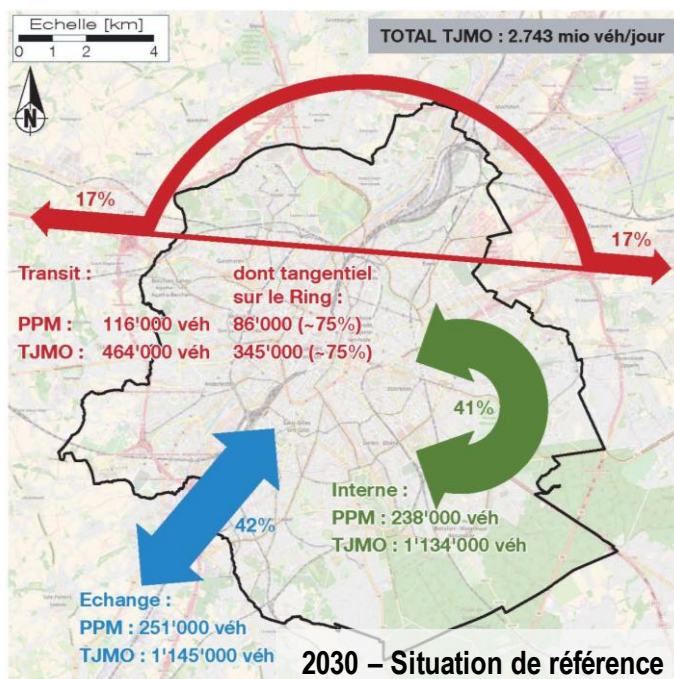 Echelle [km]
0 1 2 4
TOTAL TJMO : 2.743 mio véh/jour
N
17%
17%
Transit :
dont tangentiel
sur le Ring :
PPM : 116'000 véh 86'000 (~75%)
TJMO : 464'000 véh 345'000 (~75%)
41%
Interne :
PPM : 238'000 véh
TJMO : 1'134'000 véh
42%
Echange :
PPM : 251'000 véh
TJMO : 1'145'000 véh
2030 – Situation de référence